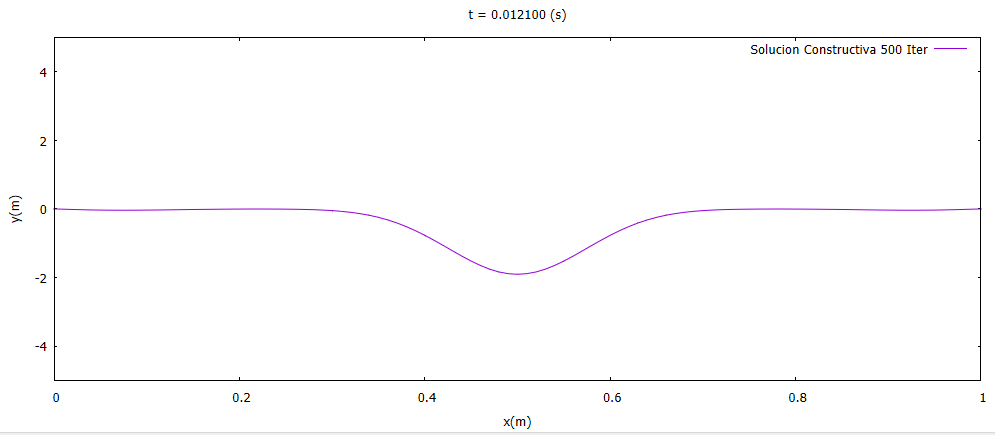 t = 0.012100 (s)
Solucion Constructiva 500 Iter
4
2
0
-2
-4
y(m)
0 0.2 0.4 0.6 0.8 1
x(m)